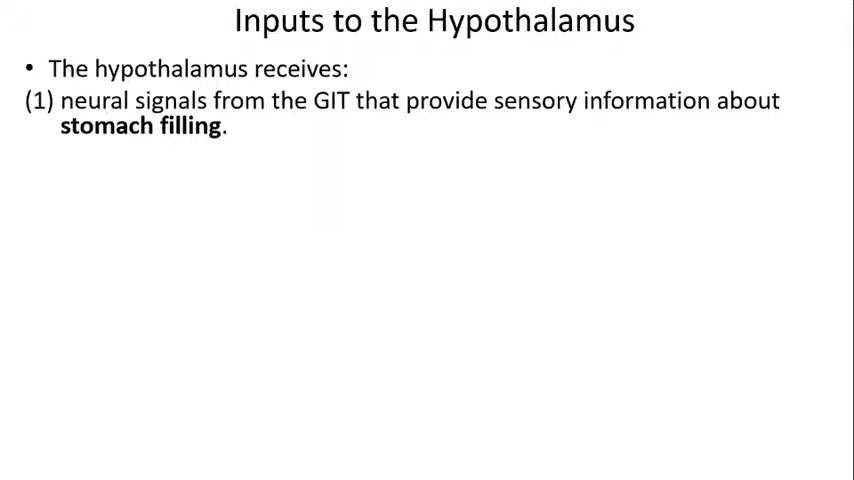 Inputs to the Hypothalamus
• The hypothalamus receives:
(1) neural signals from the GIT that provide sensory information about
stomach filling.